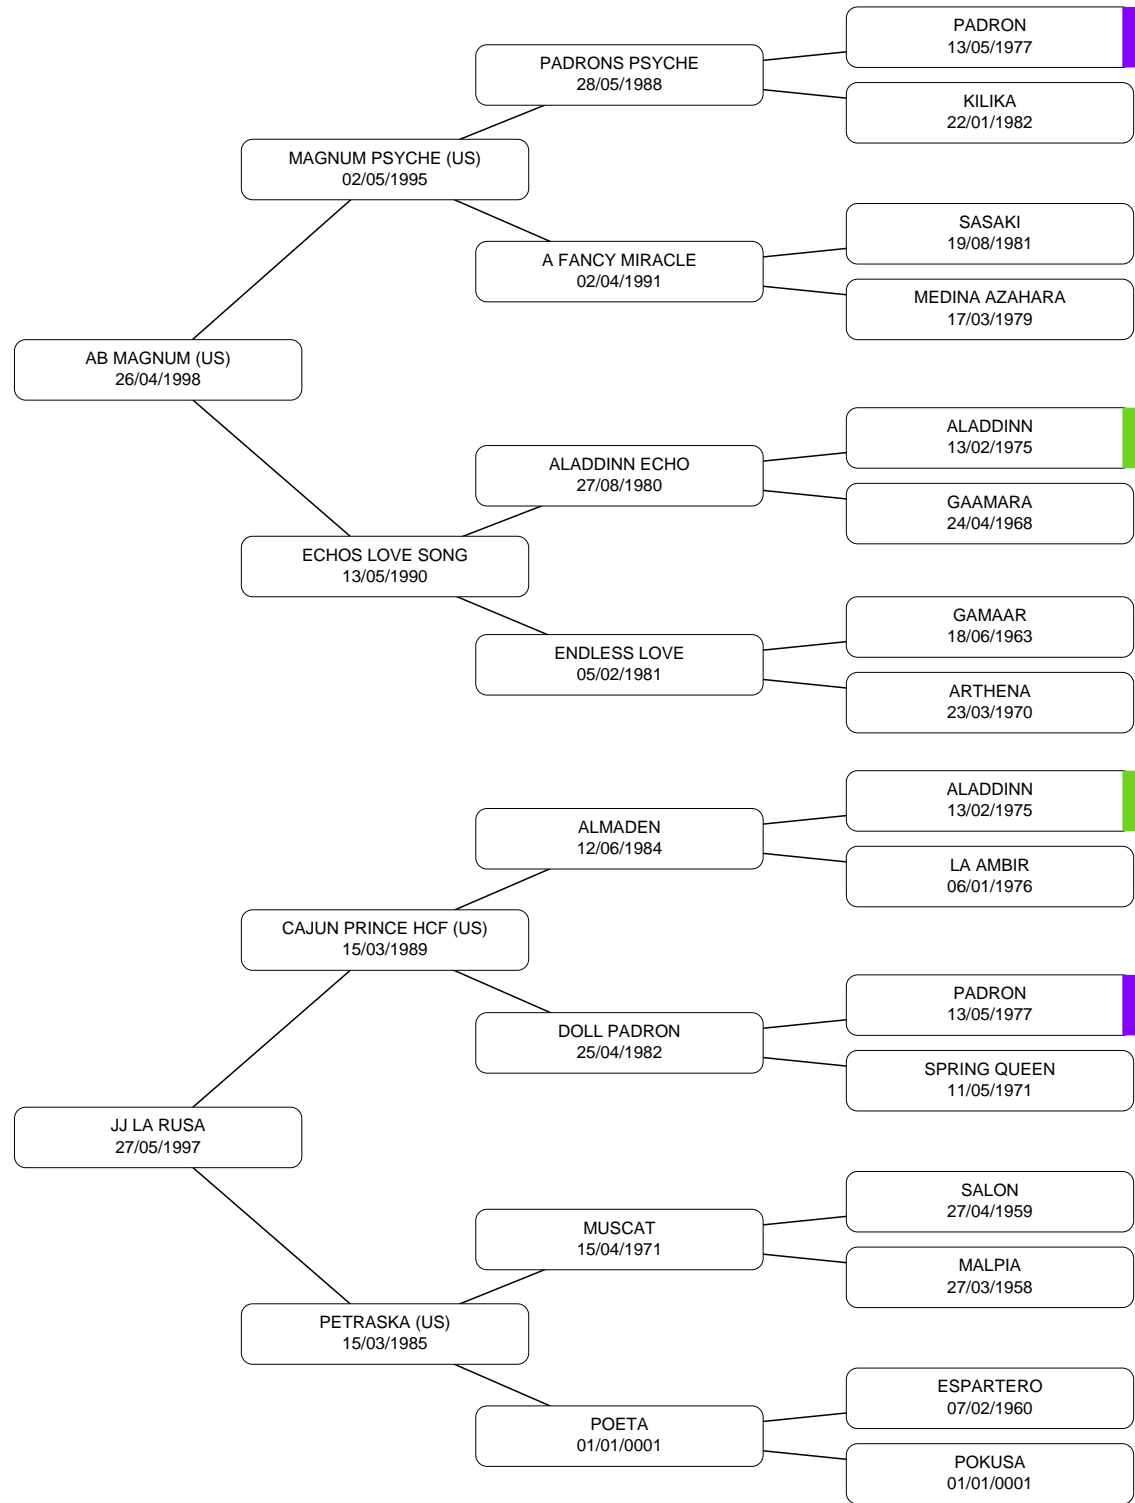 PADRON
13/05/1977
PADRONS PSYCHE
28/05/1988
KILIKA
22/01/1982
MAGNUM PSYCHE (US)
02/05/1995
SASAKI
19/08/1981
A FANCY MIRACLE
02/04/1991
MEDINA AZAHARA
17/03/1979
AB MAGNUM (US)
26/04/1998
ALADDINN
13/02/1975
ALADDINN ECHO
27/08/1980
GAAMARA
24/04/1968
ECHOS LOVE SONG
13/05/1990
GAMAAR
18/06/1963
ENDLESS LOVE
05/02/1981
ARTHENA
23/03/1970
ALADDINN
13/02/1975
ALMADEN
12/06/1984
LA AMBIR
06/01/1976
CAJUN PRINCE HCF (US)
15/03/1989
PADRON
13/05/1977
DOLL PADRON
25/04/1982
SPRING QUEEN
11/05/1971
JJ LA RUSA
27/05/1997
SALON
27/04/1959
MUSCAT
15/04/1971
MALPIA
27/03/1958
PETRASKA (US)
15/03/1985
ESPARTERO
07/02/1960
POETA
01/01/0001
POKUSA
01/01/0001